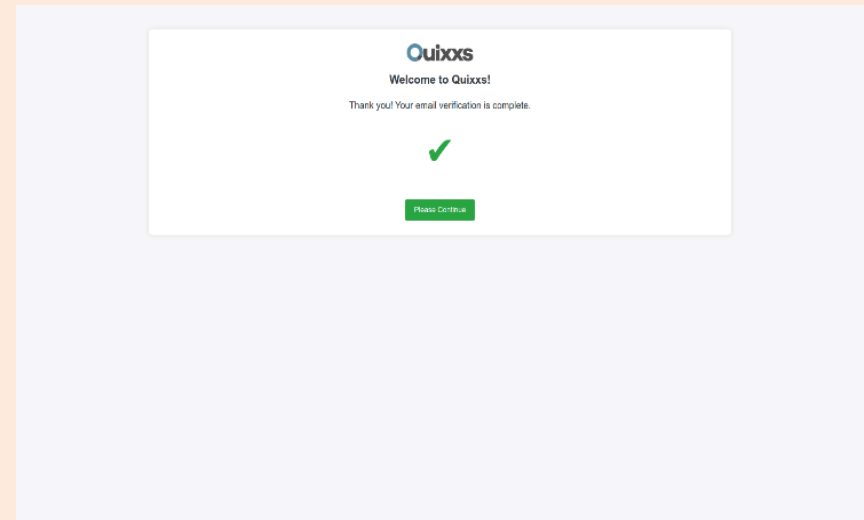 Quixxs
Welcome to Quixxs!
Thank you! Your email verification is complete.
Please Continue